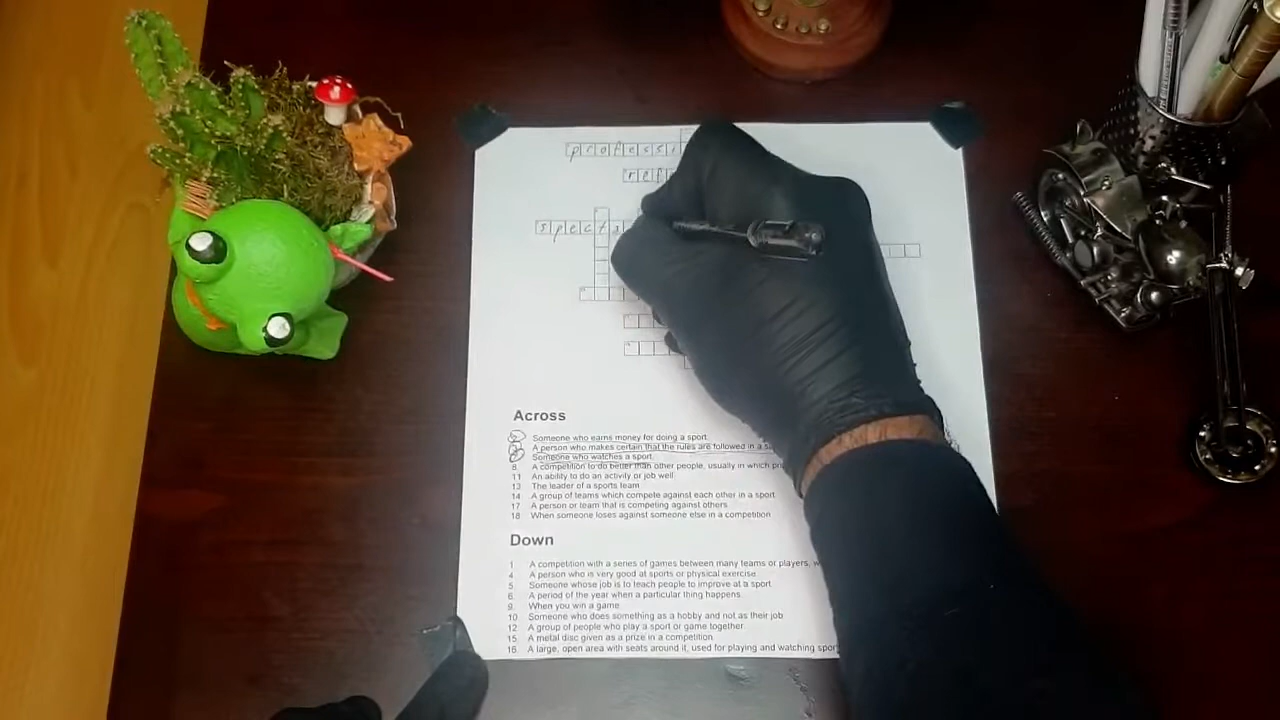 professi
ref
specta
Across
Someone who earns money for doing a sport
A person who makes certain that the rules are followed in a
Someone who watches a sport.
8. A competition to do better than other people, usually in which
11 An ability to do an activity or job well
13 The leader of a sports team
14 A group of teams which compete against each other in a sport
17 A person or team that is competing against others
18 When someone loses against someone else in a competition
Down
1 A competition with a series of games between many teams or players,
4 A person who is very good at sports or physical exercise
5 Someone whose job is to teach people to improve at a sport
6. A period of the year when a particular thing happens
9. When you win a game
10 Someone who does something as a hobby and not as their job
12 A group of people who play a sport or game together
15. A metal disc given as a prize in a competition
16. A large, open area with seats around it, used for playing and watching spor